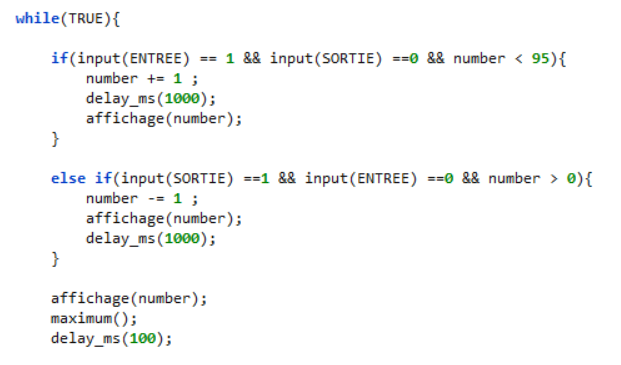 while(TRUE){
if(input(ENTREE) == 1 && input(SORTIE) ==0 && number < 95){
number += 1 ;
delay_ms(1000);
affichage(number);
}
else if(input(SORTIE) ==1 && input(ENTREE) ==0 && number > 0){
number -= 1 ;
affichage(number);
delay_ms(1000);
}
affichage(number);
maximum();
delay_ms(100);